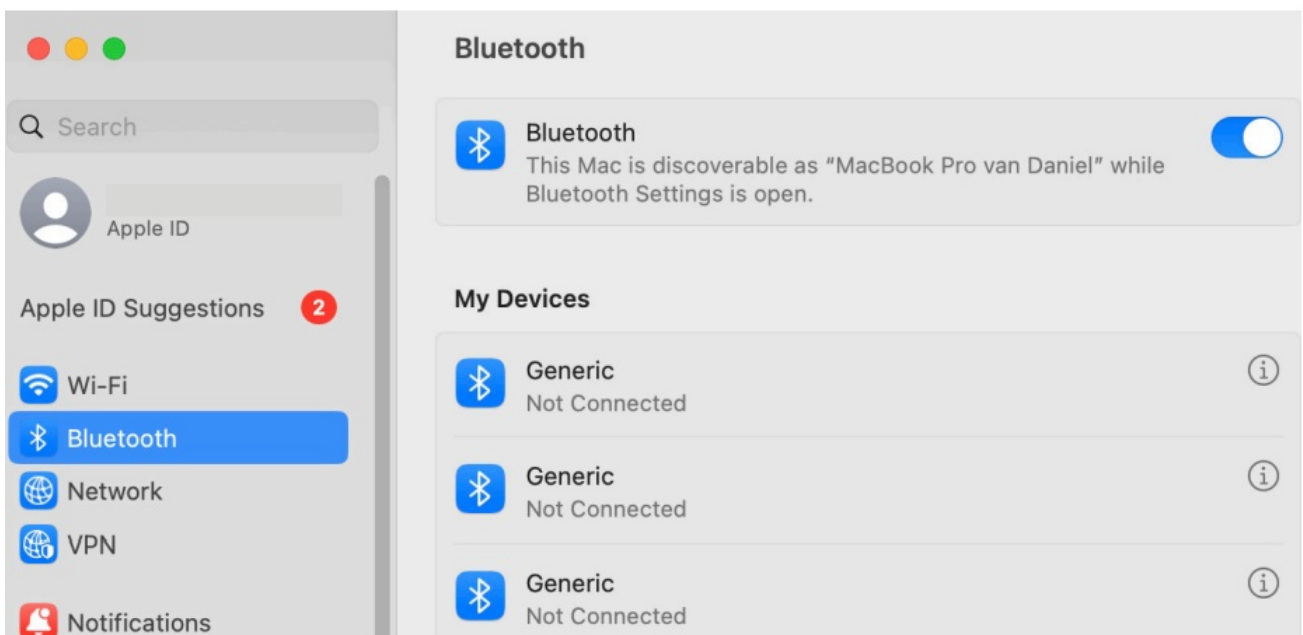 Search
Apple ID
Apple ID Suggestions
2
Wi-Fi
Bluetooth
Network
VPN
Notifications
Bluetooth
Bluetooth
This Mac is discoverable as “MacBook Pro van Daniel” while
Bluetooth Settings is open.
My Devices
Generic
Not Connected
Generic
Not Connected
Generic
Not Connected